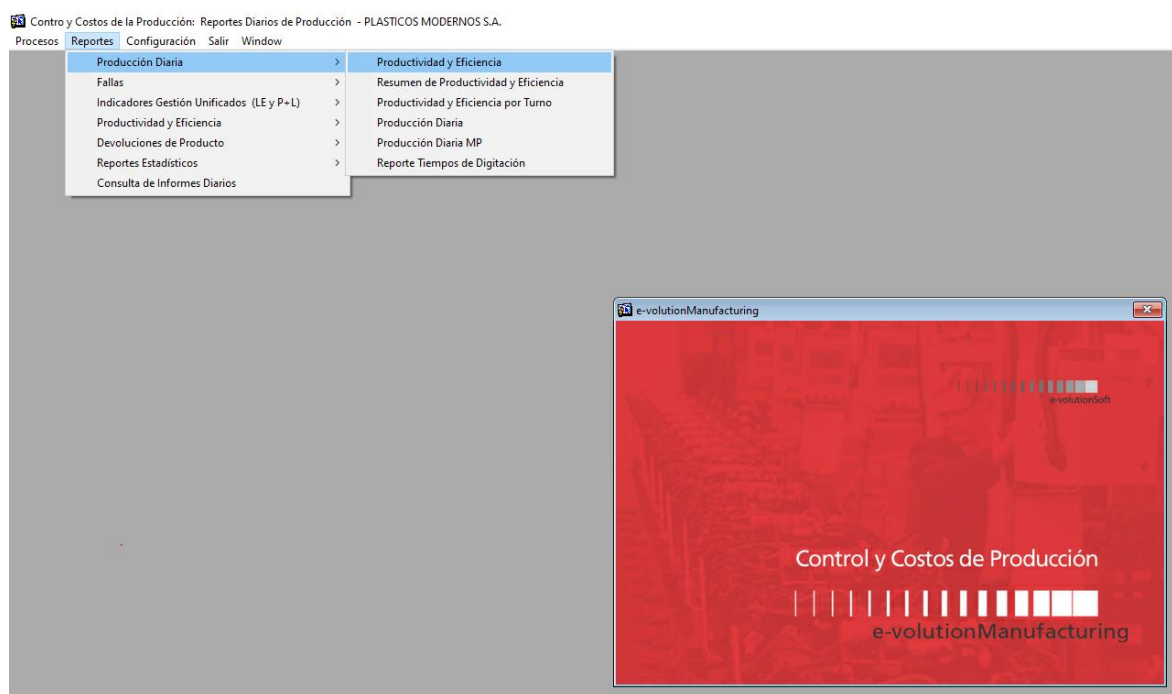 Contro y Costos de la Producción:  Reportes Diarios de Producción  - PLASTICOS MODERNOS S.A.
Procesos Reportes Configuración Salir Window
Producción Diaria >
Fallas >
Indicadores Gestión Unificados  (LE y P+L) >
Productividad y Eficiencia >
Devoluciones de Producto >
Reportes Estadísticos >
Consulta de Informes Diarios
Productividad y Eficiencia
Resumen de Productividad y Eficiencia
Productividad y Eficiencia por Turno
Producción Diaria
Producción Diaria MP
Reporte Tiempos de Digitación
e-volutionManufacturing
e-volutionSoft
Control y Costos de Producción
e-volutionManufacturing